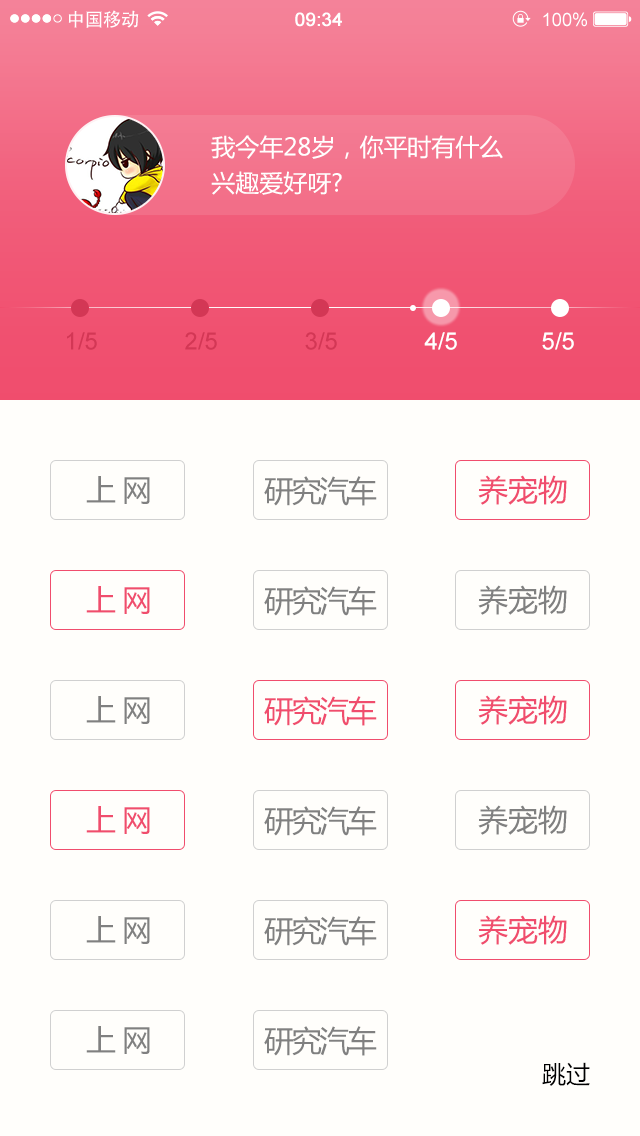 中国移动 09:34 100%
corpio
我今年28岁，你平时有什么
兴趣爱好呀?
1/5 2/5 3/5 4/5 5/5
上网 研究汽车 养宠物
上网 研究汽车 养宠物
上网 研究汽车 养宠物
上网 研究汽车 养宠物
上网 研究汽车 养宠物
上网 研究汽车
跳过